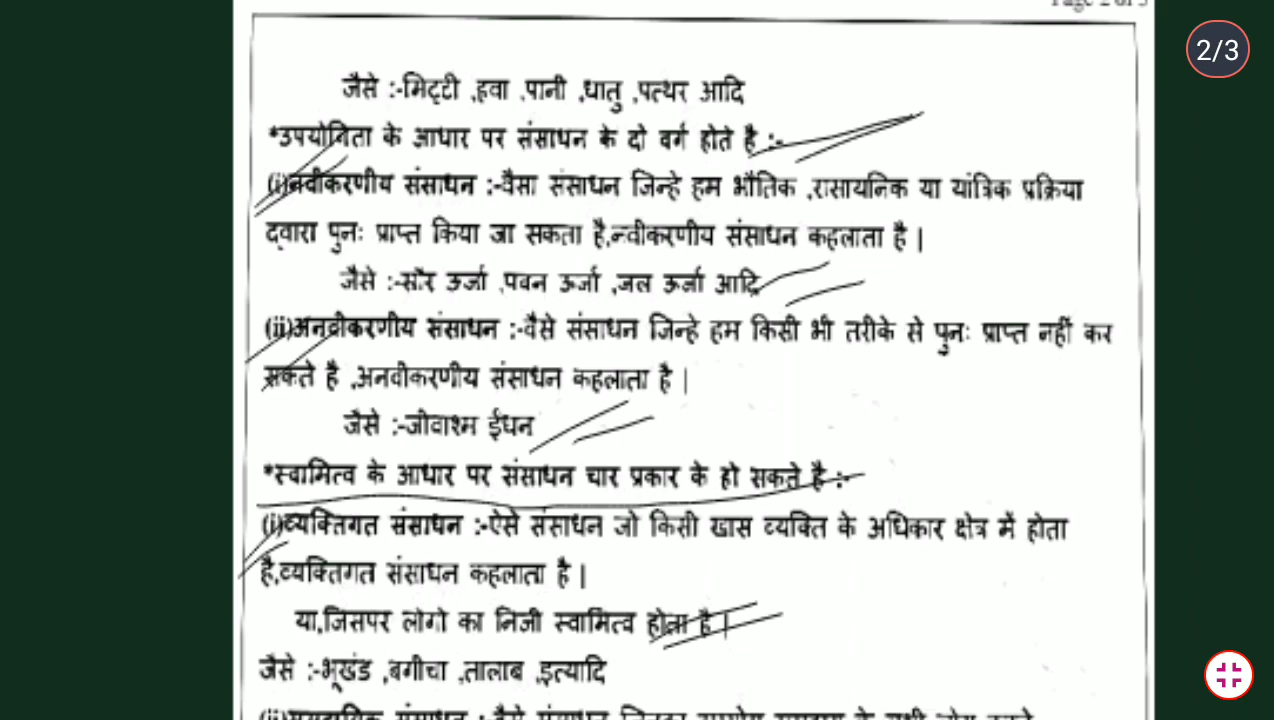 2/3
जैसे :-मिट्टी ,हवा ,पानी ,धातु ,पत्थर आदि
*उपयोगिता के आधार पर संसाधन के दो वर्ग होते है :-
(i)नवीकरणीय संसाधन :-वैसा संसाधन जिन्हे हम भौतिक ,रासायनिक या यांत्रिक प्रक्रिया
द्वारा पुनः प्राप्त किया जा सकता है,नवीकरणीय संसाधन कहलाता है |
जैसे :-सौर ऊर्जा ,पवन ऊर्जा ,जल ऊर्जा आदि
(ii)अनवीकरणीय संसाधन :-वैसे संसाधन जिन्हे हम किसी भी तरीके से पुनः प्राप्त नहीं कर
सकते है ,अनवीकरणीय संसाधन कहलाता है |
जैसे :-जीवाश्म ईंधन
*स्वामित्व के आधार पर संसाधन चार प्रकार के हो सकते है :-
(i)व्यक्तिगत संसाधन :-ऐसे संसाधन जो किसी खास व्यक्ति के अधिकार क्षेत्र में होता
है,व्यक्तिगत संसाधन कहलाता है |
या,जिसपर लोगो का निजी स्वामित्व होता है |
जैसे :-भूखंड ,बगीचा ,तालाब ,इत्यादि